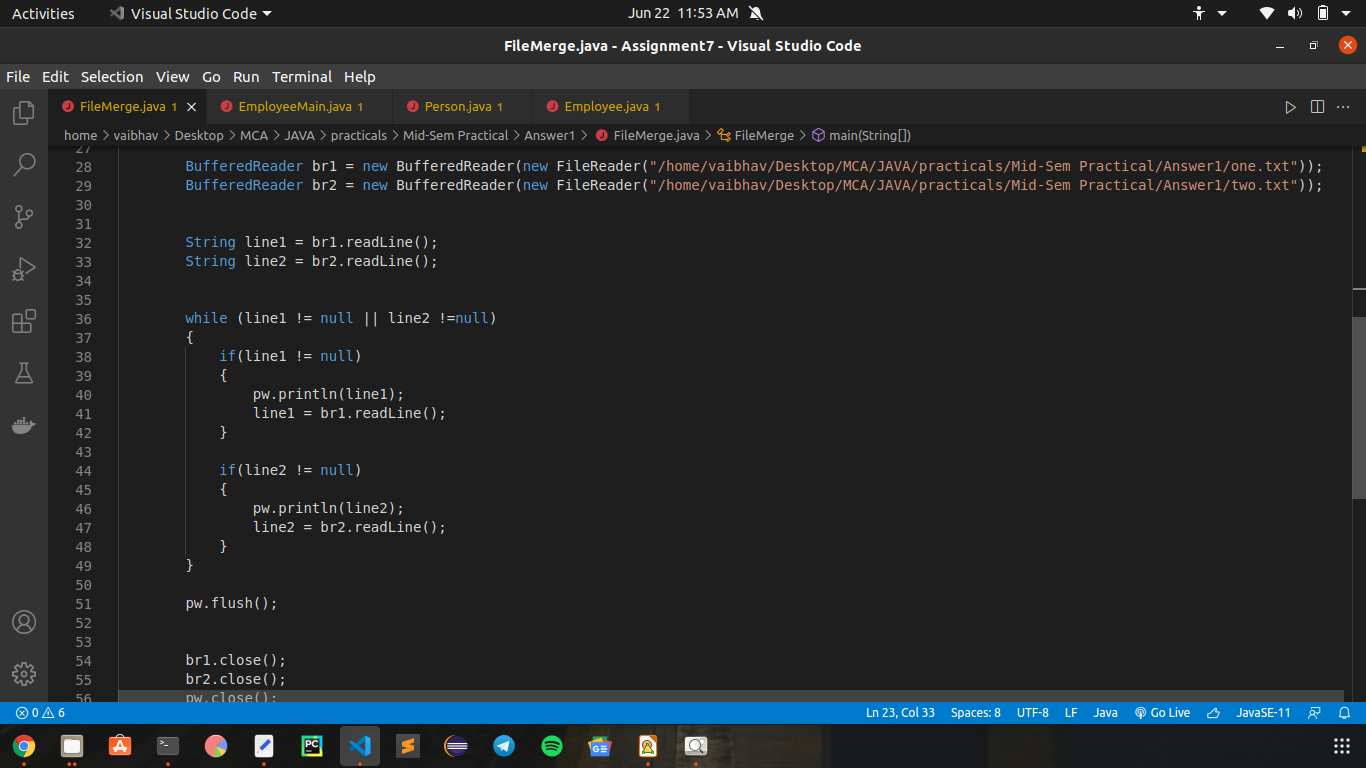 Activities Visual Studio Code Jun 22 11:53 AM
FileMerge.java - Assignment7 - Visual Studio Code
File Edit Selection View Go Run Terminal Help
FileMerge.java 1 EmployeeMain.java 1 Person.java 1 Employee.java 1
home > vaibhav > Desktop > MCA > JAVA > practicals > Mid-Sem Practical > Answer1 > FileMerge.java > FileMerge > main(String[])
27
28 BufferedReader br1 = new BufferedReader(new FileReader("/home/vaibhav/Desktop/MCA/JAVA/practicals/Mid-Sem Practical/Answer1/one.txt"));
29 BufferedReader br2 = new BufferedReader(new FileReader("/home/vaibhav/Desktop/MCA/JAVA/practicals/Mid-Sem Practical/Answer1/two.txt"));
30
31
32 String line1 = br1.readLine();
33 String line2 = br2.readLine();
34
35
36 while (line1 != null || line2 !=null)
37 {
38 if(line1 != null)
39 {
40 pw.println(line1);
41 line1 = br1.readLine();
42 }
43
44 if(line2 != null)
45 {
46 pw.println(line2);
47 line2 = br2.readLine();
48 }
49 }
50
51 pw.flush();
52
53
54 br1.close();
55 br2.close();
56 pw.close();
0 6 Ln 23, Col 33 Spaces: 8 UTF-8 LF Java Go Live JavaSE-11
PC GE